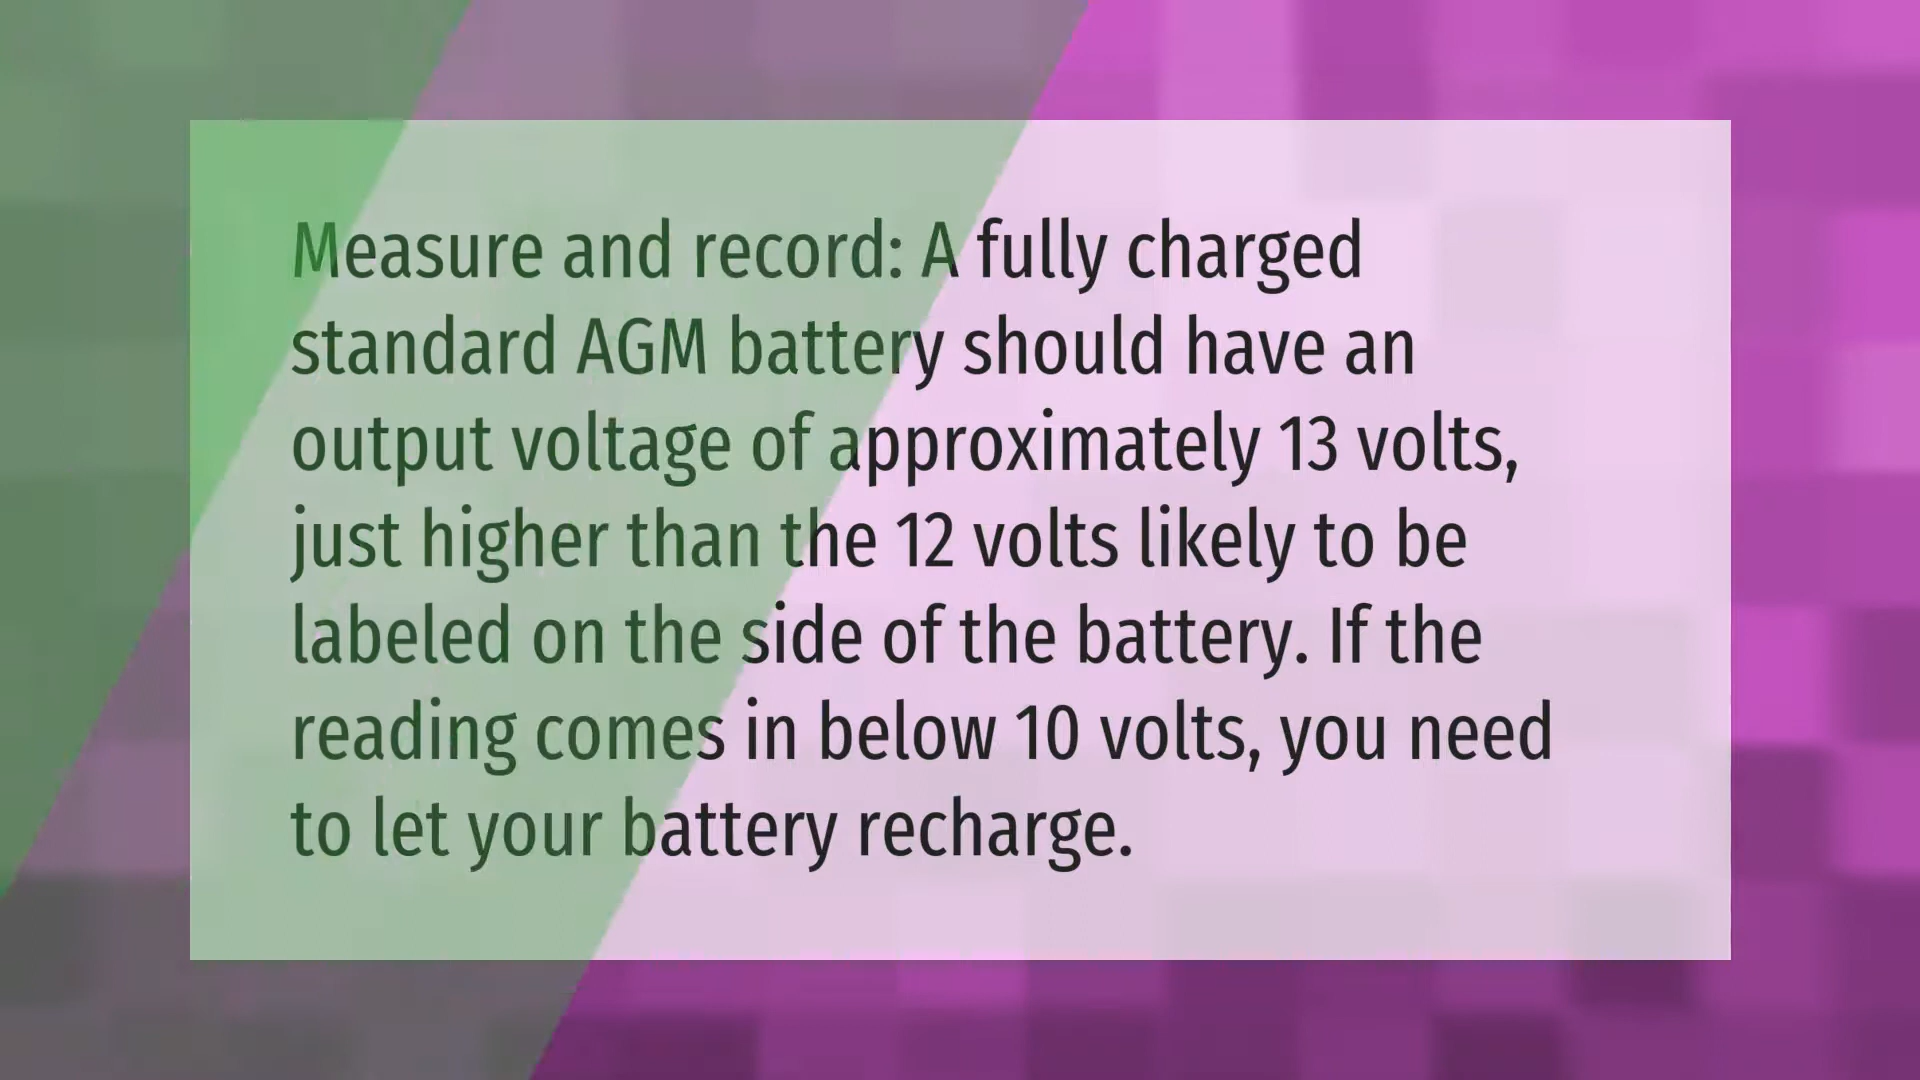 Measure and record: A fully charged
standard AGM battery should have an
output voltage of approximately 13 volts,
just higher than the 12 volts likely to be
labeled on the side of the battery. If the
reading comes in below 10 volts, you need
to let your battery recharge.